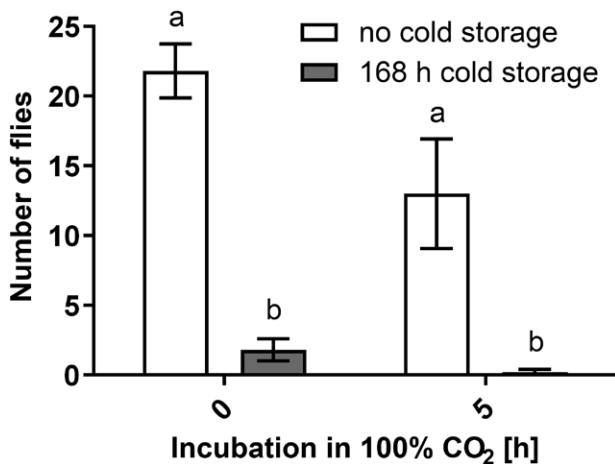 25
20
15
10
5
0
Number of flies
no cold storage
168 h cold storage
a
b
a
b
0
5
Incubation in 100% CO₂ [h]